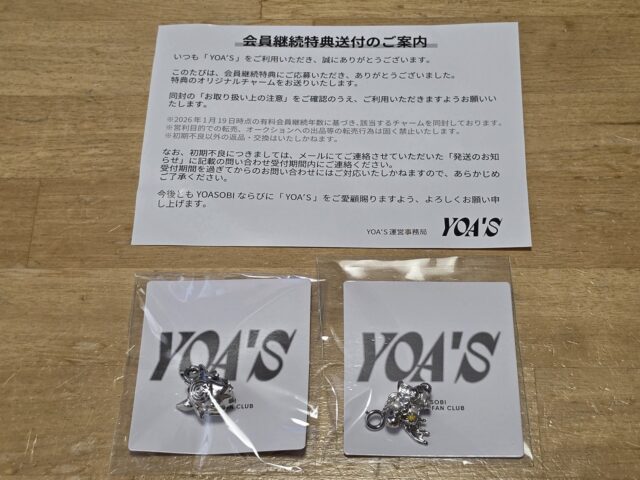 会員継続特典送付のご案内
いつも「YOA'S」をご利用いただき、誠にありがとうございます。
このたびは、会員継続特典にご応募いただき、ありがとうございました。
特典のオリジナルチャームをお送りいたします。
同封の「お取り扱い上の注意」をご確認のうえ、ご利用いただきますようお願いい
たします。
※2026年1月19日時点の有料会員継続年数に基づき、該当するチャームを同封しております。
※営利目的での転売、オークションへの出品等の転売行為は固く禁止いたします。
※初期不良以外の返品・交換はいたしかねます。
なお、初期不良につきましては、メールにてご連絡させていただいた「発送のお知
らせ」に記載の問い合わせ受付期間内にご連絡ください。
受付期間を過ぎてからのお問い合わせにはご対応いたしかねますので、あらかじめ
ご了承ください。
今後ともYOASOBIならびに「YOA'S」をご愛顧賜りますよう、よろしくお願い申
し上げます。
YOA'S運営事務局 YOA'S
YOA'S
CLUB
YOA'S
SOBI
FAN CLUB